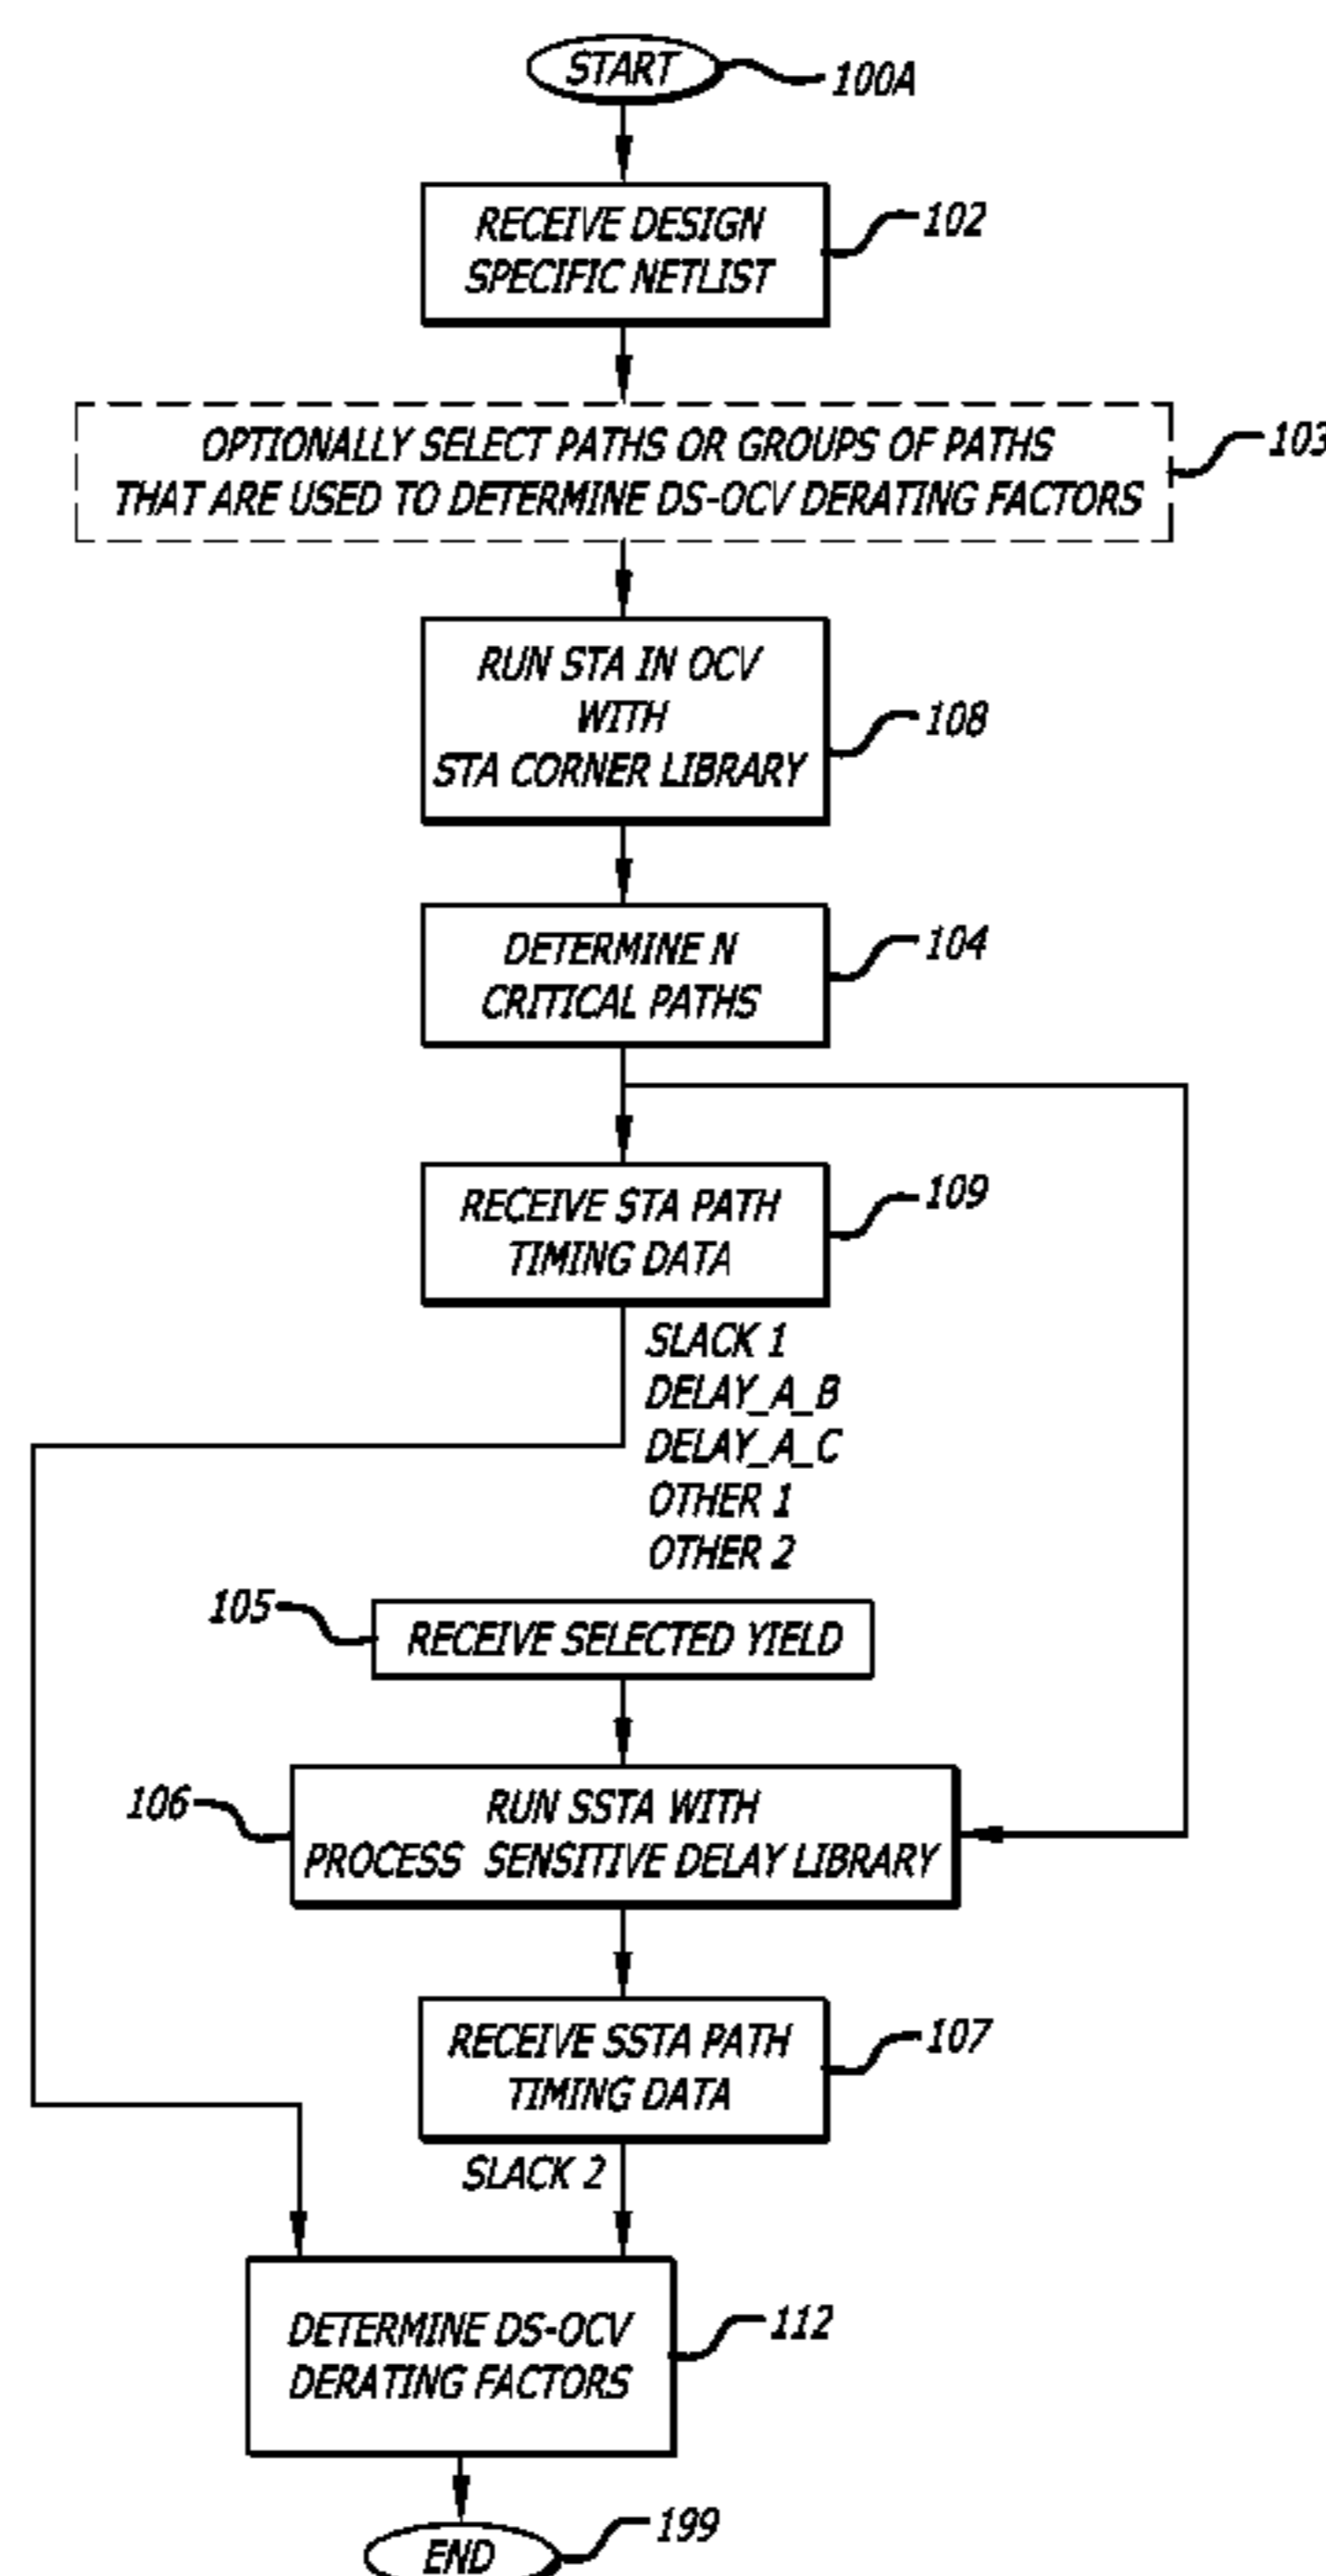 START
100A
RECEIVE DESIGN
SPECIFIC NETLIST
102
OPTIONALLY SELECT PATHS OR GROUPS OF PATHS
THAT ARE USED TO DETERMINE DS-OCV DERATING FACTORS
103
RUN STA IN OCV
WITH
STA CORNER LIBRARY
108
DETERMINE N
CRITICAL PATHS
104
RECEIVE STA PATH
TIMING DATA
109
SLACK 1
DELAY_A_B
DELAY_A_C
OTHER 1
OTHER 2
105
RECEIVE SELECTED YIELD
106
RUN SSTA WITH
PROCESS SENSITIVE DELAY LIBRARY
RECEIVE SSTA PATH
TIMING DATA
107
SLACK 2
DETERMINE DS-OCV
DERATING FACTORS
112
END
199